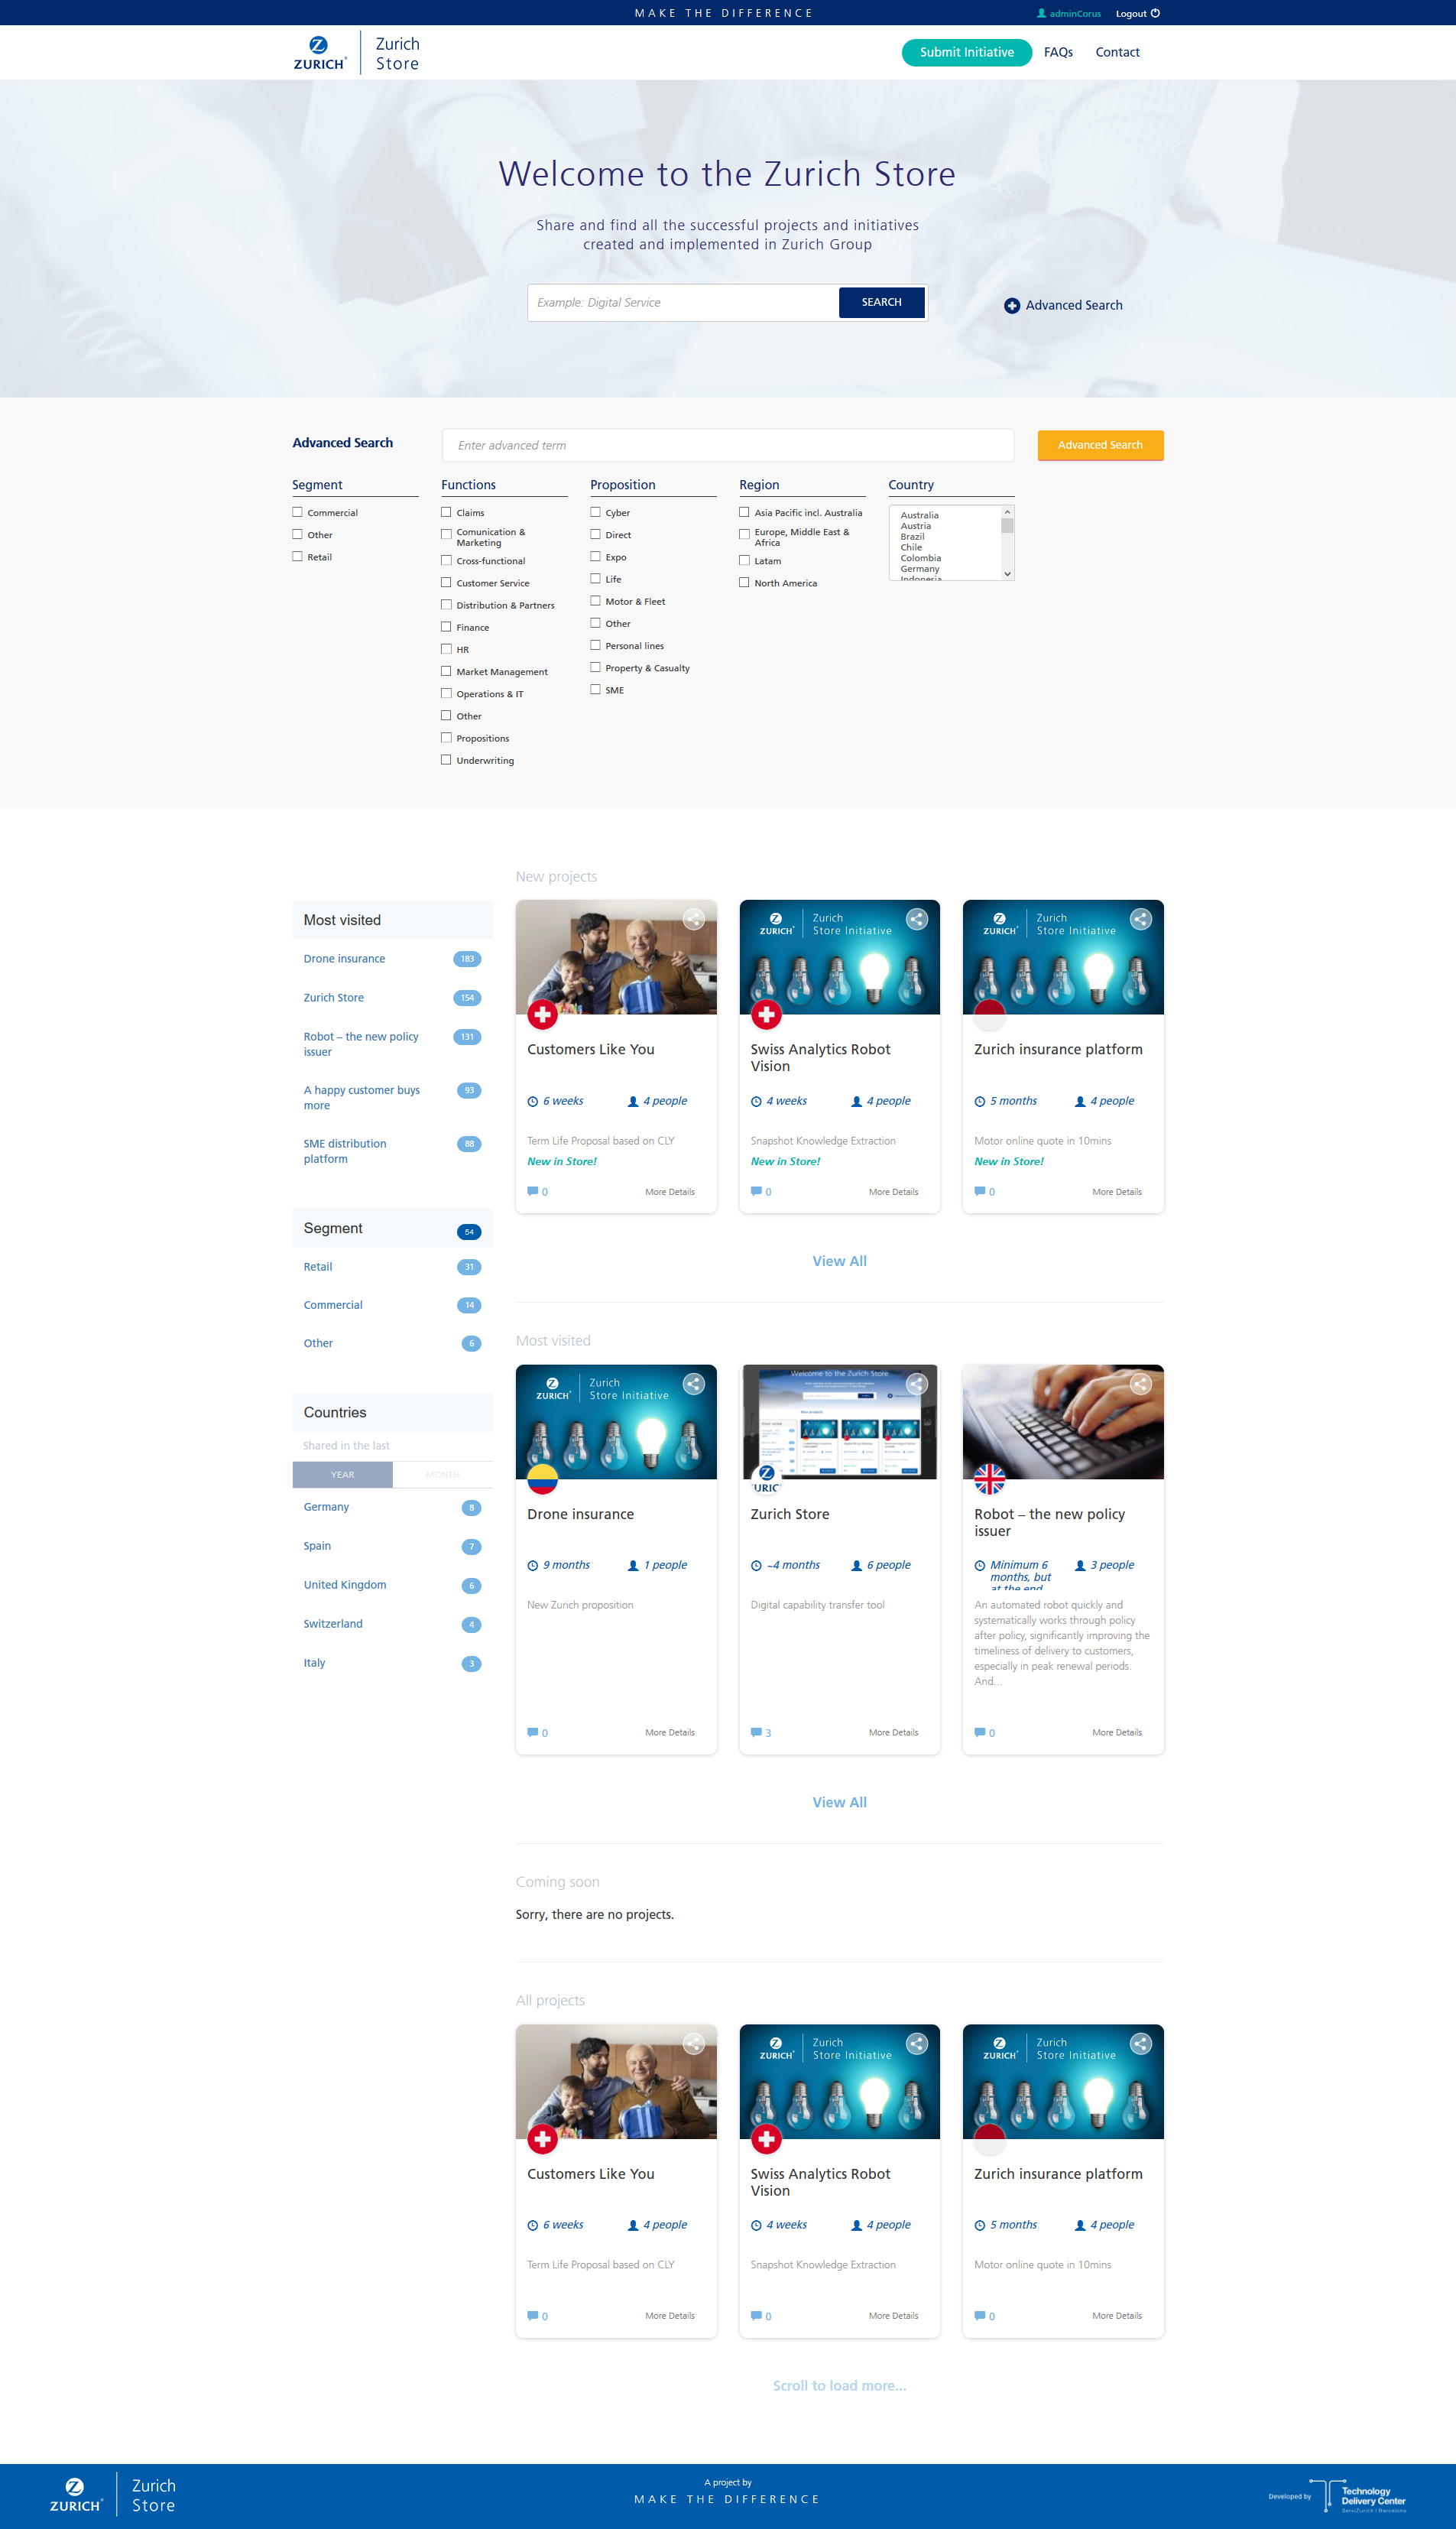 MAKE THE DIFFERENCE
adminCorus
Logout
ZURICH
Zurich
Store
Submit Initiative
FAQs
Contact
Welcome to the Zurich Store
Share and find all the successful projects and initiatives
created and implemented in Zurich Group
Example: Digital Service
SEARCH
Advanced Search
Advanced Search
Enter advanced term
Advanced Search
Segment
Commercial
Other
Retail
Functions
Claims
Comunication &
Marketing
Cross-functional
Customer Service
Distribution & Partners
Finance
HR
Market Management
Operations & IT
Other
Propositions
Underwriting
Proposition
Cyber
Direct
Expo
Life
Motor & Fleet
Other
Personal lines
Property & Casualty
SME
Region
Asia Pacific incl. Australia
Europe, Middle East &
Africa
Latam
North America
Country
Australia
Austria
Brazil
Chile
Colombia
Germany
Indonesia
Most visited
Drone insurance 183
Zurich Store 154
Robot – the new policy 131
issuer
A happy customer buys 93
more
SME distribution 88
platform
Segment 54
Retail 31
Commercial 14
Other 6
Countries
Shared in the last
YEAR MONTH
Germany 8
Spain 7
United Kingdom 6
Switzerland 4
Italy 3
New projects
Customers Like You
6 weeks 4 people
Term Life Proposal based on CLY
New in Store!
0 More Details
ZURICH
Zurich
Store Initiative
Swiss Analytics Robot
Vision
4 weeks 4 people
Snapshot Knowledge Extraction
New in Store!
0 More Details
ZURICH
Zurich
Store Initiative
Zurich insurance platform
5 months 4 people
Motor online quote in 10mins
New in Store!
0 More Details
View All
Most visited
ZURICH
Zurich
Store Initiative
Drone insurance
9 months 1 people
New Zurich proposition
0 More Details
Welcome to the Zurich Store
Zurich Store
~4 months 6 people
Digital capability transfer tool
3 More Details
Robot – the new policy
issuer
Minimum 6
months, but
at the end
3 people
An automated robot quickly and
systematically works through policy
after policy, significantly improving the
timeliness of delivery to customers,
especially in peak renewal periods.
And...
0 More Details
View All
Coming soon
Sorry, there are no projects.
All projects
Customers Like You
6 weeks 4 people
Term Life Proposal based on CLY
0 More Details
ZURICH
Zurich
Store Initiative
Swiss Analytics Robot
Vision
4 weeks 4 people
Snapshot Knowledge Extraction
0 More Details
ZURICH
Zurich
Store Initiative
Zurich insurance platform
5 months 4 people
Motor online quote in 10mins
0 More Details
Scroll to load more...
ZURICH
Zurich
Store
A project by
MAKE THE DIFFERENCE
Developed by
Technology
Delivery Center
ServiZurich | Barcelona